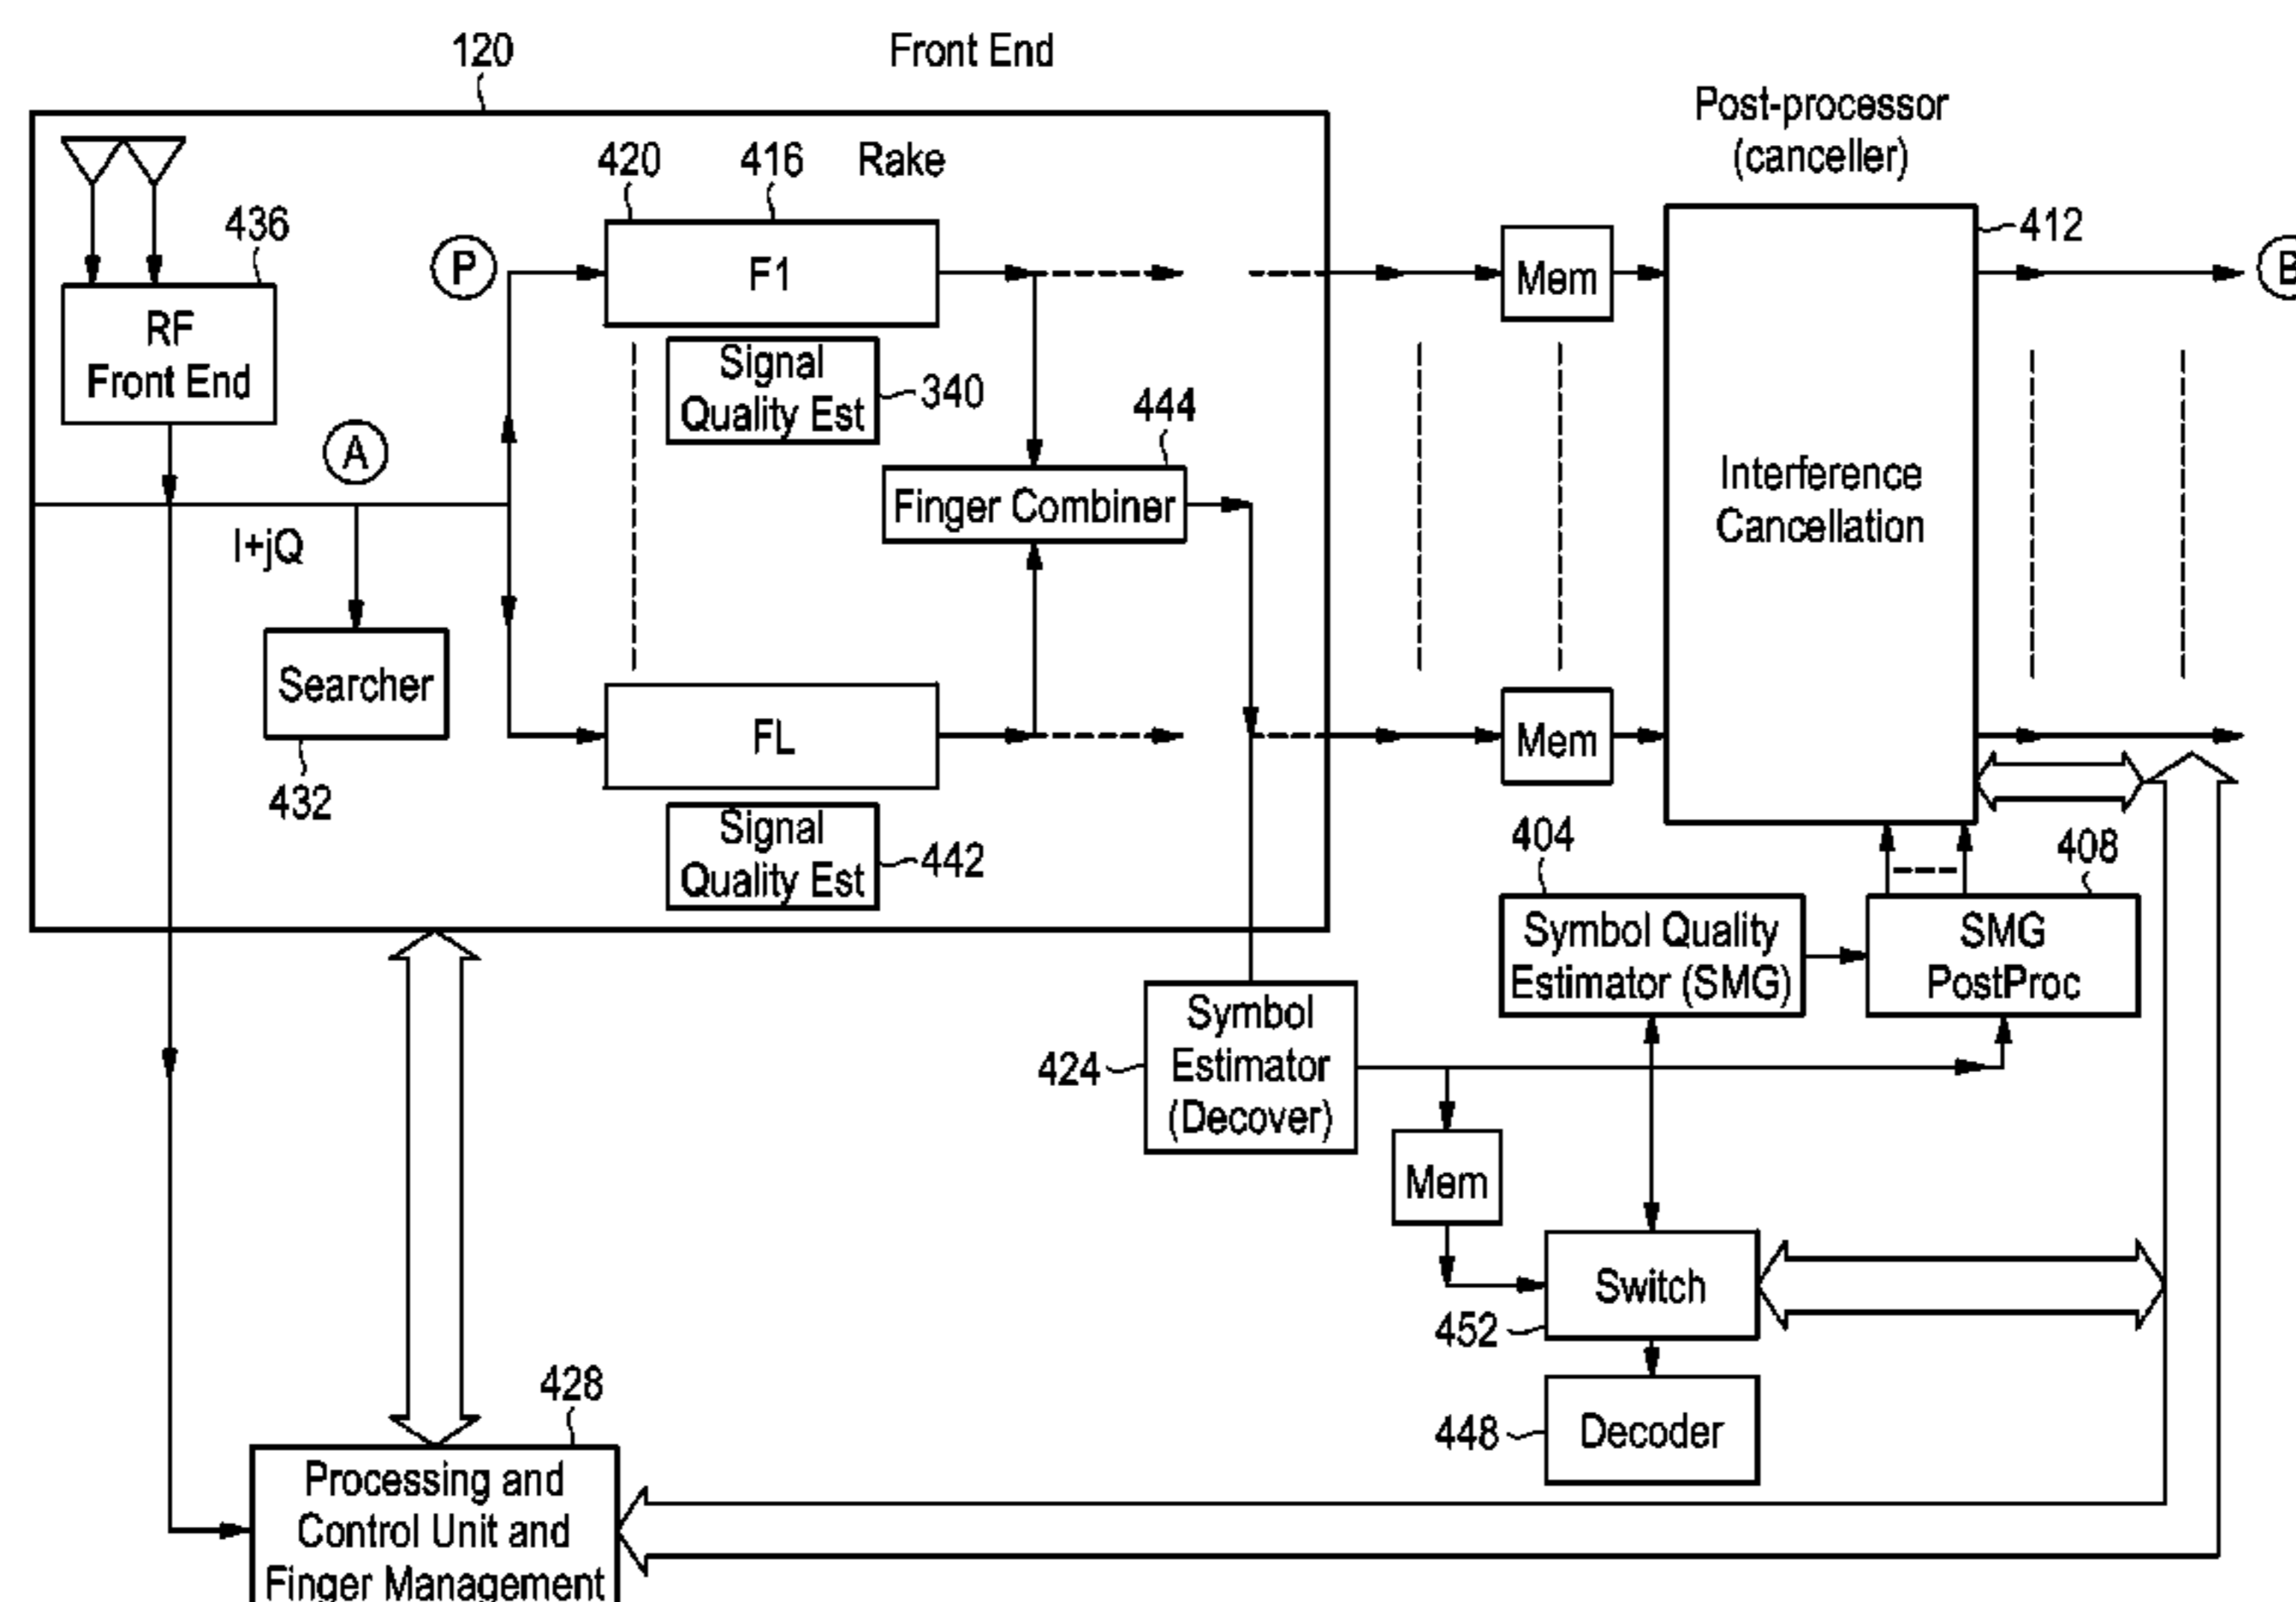 120
Front End
Post-processor
(canceller)
420
416
Rake
436
P
F1
Mem
412
B
RF
Front End
Signal
Quality Est
340
A
444
Interference
Cancellation
Finger Combiner
I+jQ
Searcher
432
FL
Mem
Signal
Quality Est
442
404
408
Symbol Quality
Estimator (SMG)
SMG
PostProc
Symbol
Estimator
(Decover)
424
Mem
Switch
452
428
Decoder
448
Processing and
Control Unit and
Finger Management